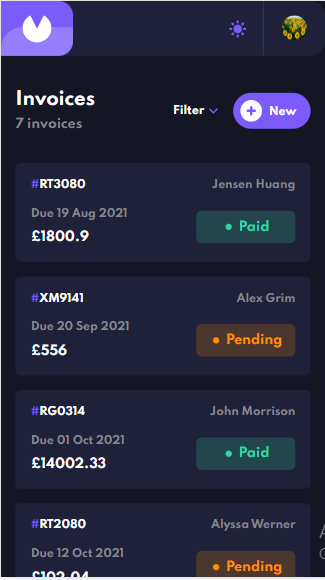 Invoices
7 invoices
Filter
New
#RT3080
Jensen Huang
Due 19 Aug 2021
£1800.9
Paid
#XM9141
Alex Grim
Due 20 Sep 2021
£556
Pending
#RG0314
John Morrison
Due 01 Oct 2021
£14002.33
Paid
#RT2080
Alyssa Werner
Due 12 Oct 2021
£102.04
Pending